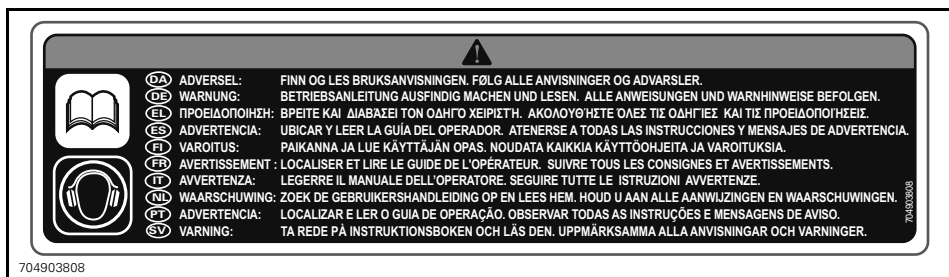 DA ADVERSEL: FINN OG LES BRUKSANVISNINGEN. FØLG ALLE ANVISNINGER OG ADVARSLER.
DE WARNUNG: BETRIEBSANLEITUNG AUSFINDIG MACHEN UND LESEN. ALLE ANWEISUNGEN UND WARNHINWEISE BEFOLGEN.
EL ΠΡΟΕΙΔΟΠΟΙΗΣΗ: ΒΡΕΙΤΕ ΚΑΙ ΔΙΑΒΆΣΕΙ ΤΟΝ ΟΔΗΓΌ ΧΕΙΡΙΣΤΉ. ΑΚΟΛΟΥΘΉΣΤΕ ΌΛΕΣ ΤΙΣ ΟΔΗΓΊΕΣ ΚΑΙ ΤΙΣ ΠΡΟΕΙΔΟΠΟΙΉΣΕΙΣ.
ES ADVERTENCIA: UBICAR Y LEER LA GUÍA DEL OPERADOR. ATENERSE A TODAS LAS INSTRUCCIONES Y MENSAJES DE ADVERTENCIA.
FI VAROITUS: PAIKANNA JA LUE KÄYTTÄJÄN OPAS. NOUDATA KAIKKIA KÄYTTÖOHJEITA JA VAROITUKSIA.
FR AVERTISSEMENT : LOCALISER ET LIRE LE GUIDE DE L'OPÉRATEUR. SUIVRE TOUS LES CONSIGNES ET AVERTISSEMENTS.
IT AVVERTENZA: LEGERRE IL MANUALE DELL'OPERATORE. SEGUIRE TUTTE LE ISTRUZIONI AVVERTENZE.
NL WAARSCHUWING: ZOEK DE GEBRUIKERSHANDLEIDING OP EN LEES HEM. HOUD U AAN ALLE AANWIJZINGEN EN WAARSCHUWINGEN.
PT ADVERTENCIA: LOCALIZAR E LER O GUIA DE OPERAÇÃO. OBSERVAR TODAS AS INSTRUÇÕES E MENSAGENS DE AVISO.
SV VARNING: TA REDE PÅ INSTRUKTIONSBOKEN OCH LÄS DEN. UPPMÄRKSAMMA ALLA ANVISNINGAR OCH VARNINGER.
704903808
704903808